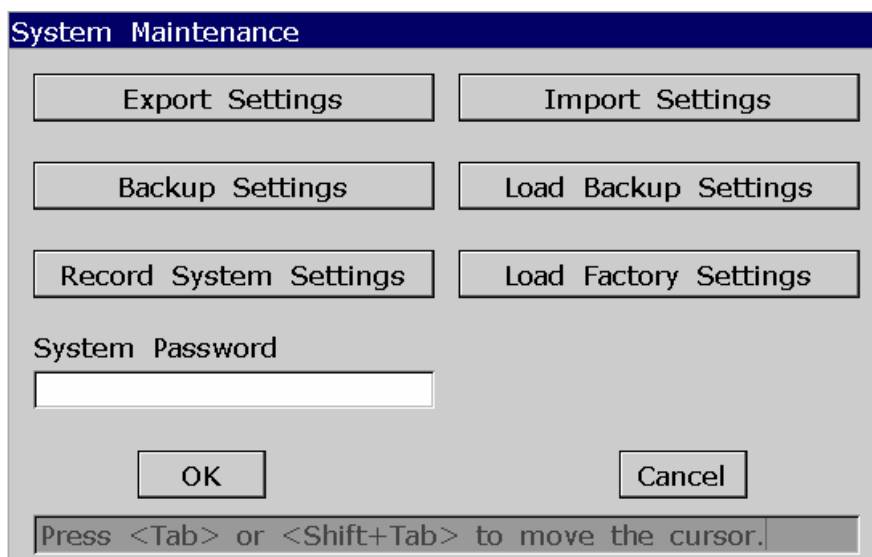 System Maintenance
Export Settings Import Settings
Backup Settings Load Backup Settings
Record System Settings Load Factory Settings
System Password
OK Cancel
Press <Tab> or <Shift+Tab> to move the cursor.